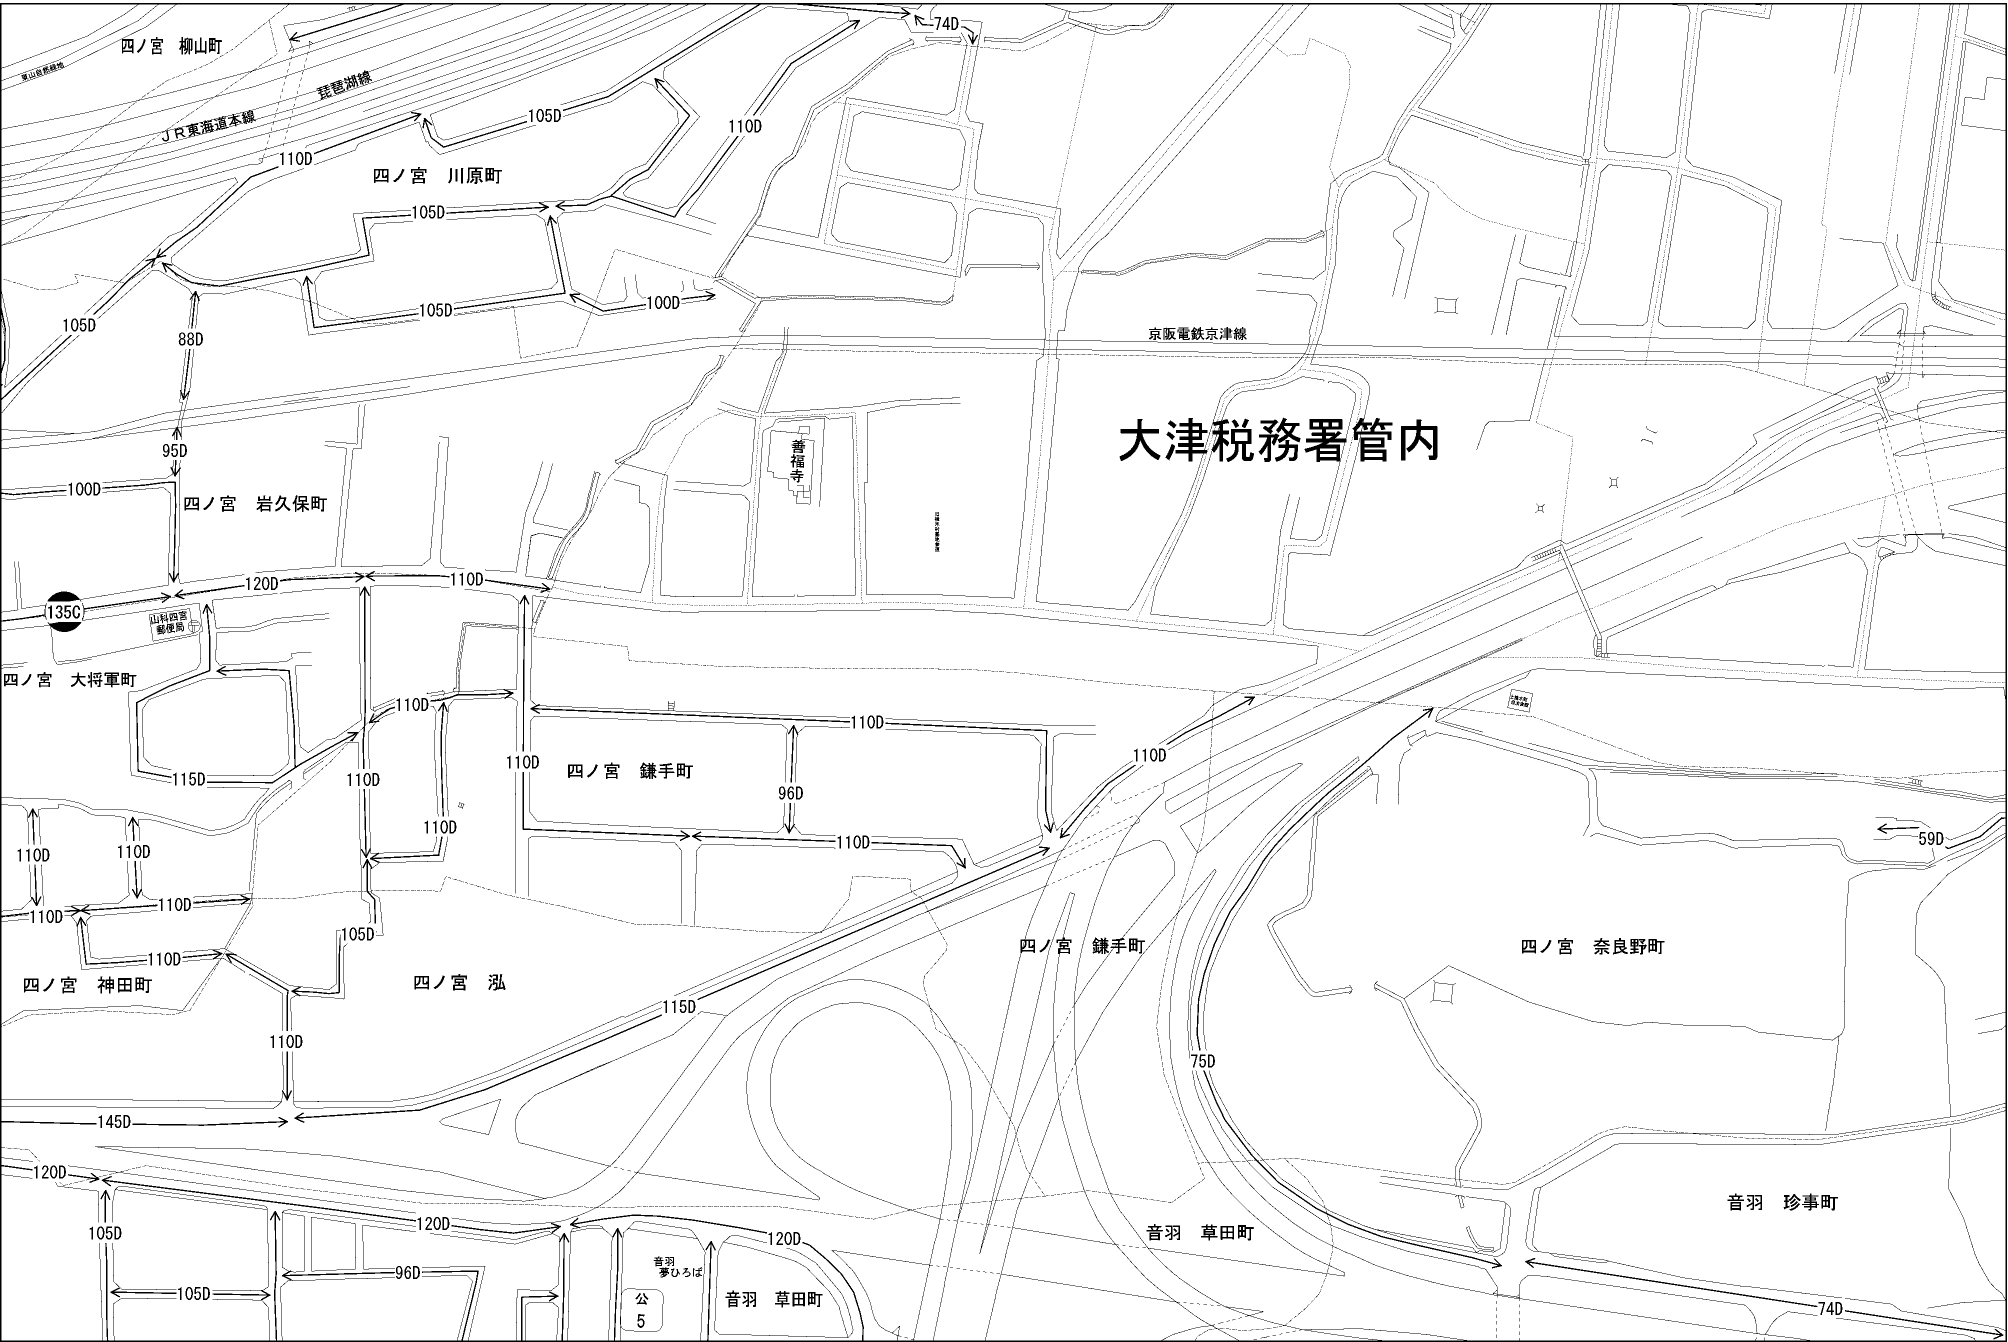 74D
四ノ宮　柳山町
東山自然緑地
琵琶湖線
105D
JR東海道本線
110D
110D
四ノ宮　川原町
105D
100D
105D
105D
88D
京阪電鉄京津線
大津税務署管内
善福寺
95D
100D
四ノ宮　岩久保町
120D
110D
135C
山科四宮
郵便局
四ノ宮　大将軍町
110D
110D
110D
110D
110D
四ノ宮　鎌手町
115D
110D
96D
110D
110D
59D
110D
110D
110D
110D
105D
四ノ宮　鎌手町
四ノ宮　奈良野町
110D
四ノ宮　神田町
四ノ宮　泓
115D
110D
75D
145D
120D
音羽　珍事町
120D
105D
120D
音羽　草田町
音羽
夢ひろば
96D
105D
公
5
音羽　草田町
74D